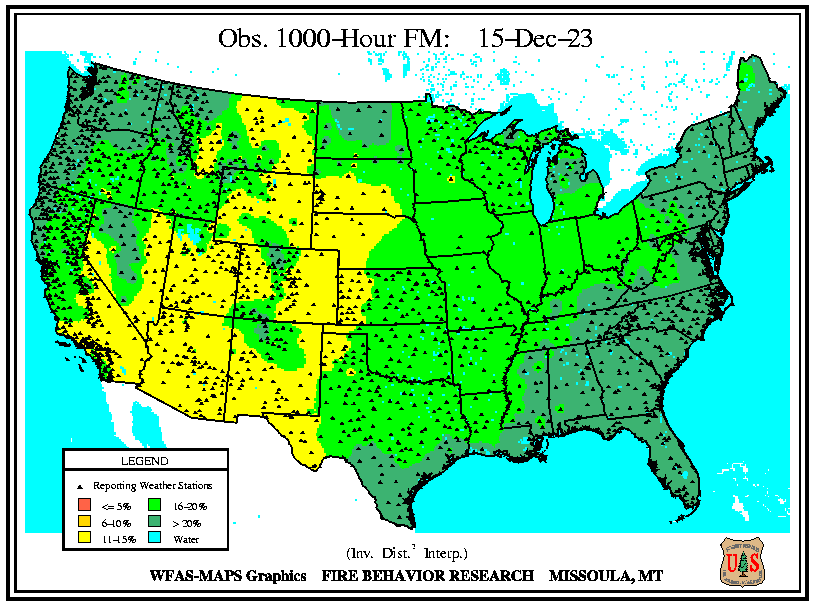 Obs. 1000-Hour FM: 15-Dec-23
LEGEND
Reporting Weather Stations
<= 5% 16-20%
6-10% > 20%
11-15% Water
(Inv. Dist.² Interp.)
WFAS-MAPS Graphics FIRE BEHAVIOR RESEARCH MISSOULA, MT
U S